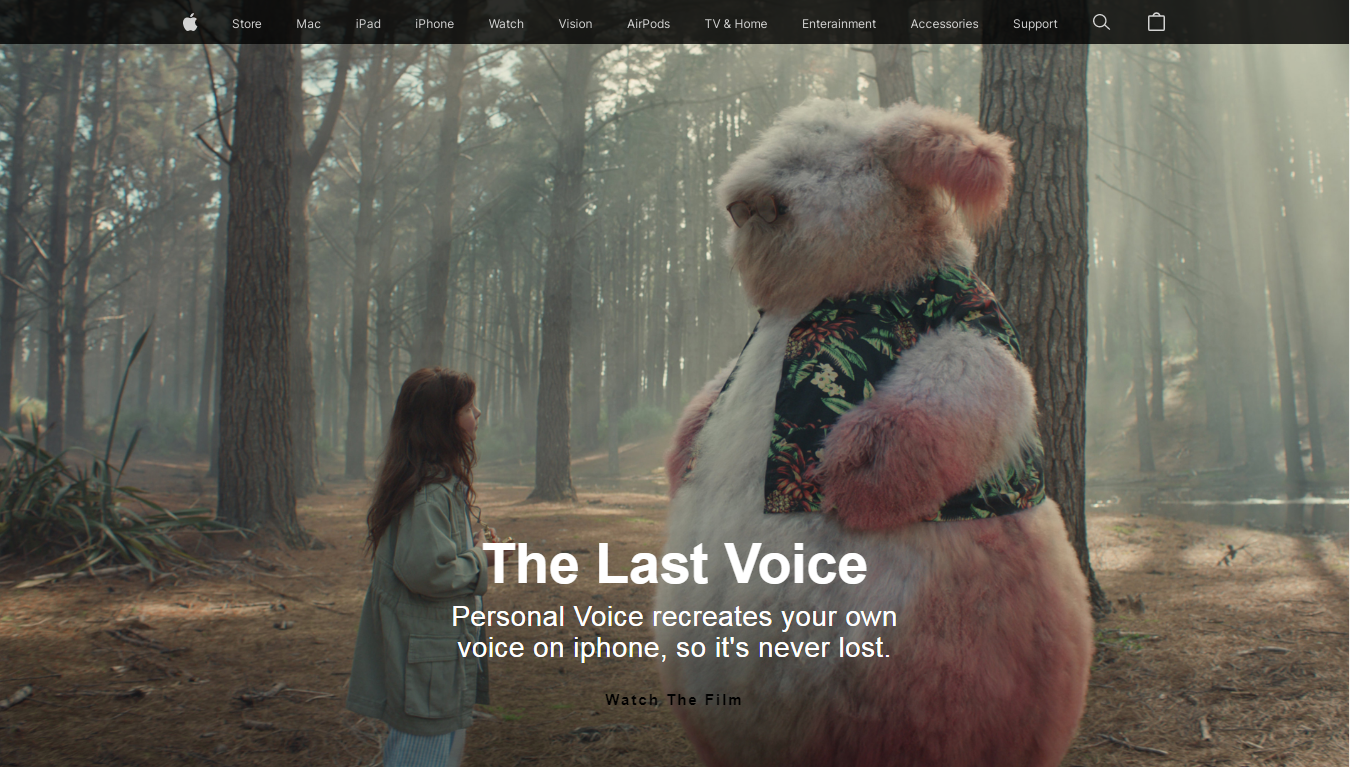 Store Mac iPad iPhone Watch Vision AirPods TV & Home Enterainment Accessories Support
The Last Voice
Personal Voice recreates your own
voice on iphone, so it's never lost.
Watch The Film